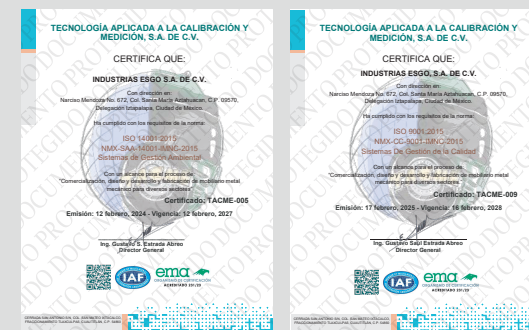 TECNOLOGÍA APLICADA A LA CALIBRACIÓN Y
MEDICIÓN, S.A. DE C.V.
CERTIFICA QUE:
INDUSTRIAS ESGO S.A. DE C.V.
Con dirección en:
Narciso Mendoza No. 672, Col. Santa María Aztahuacan, C.P. 09570,
Delegación Iztapalapa, Ciudad de México.
Ha cumplido con los requisitos de la norma:
ISO 14001:2015
NMX-SAA-14001-IMNC-2015
Sistemas de Gestión Ambiental
Con un alcance para el proceso de:
"Comercialización, diseño y desarrollo y fabricación de mobiliario metal
mecánico para diversos sectores"
Certificado: TACME-005
Emisión: 12 febrero, 2024 - Vigencia: 12 febrero, 2027
Ing. Gustavo S. Estrada Abreo
Director General
IAF
ema
ORGANISMO DE CERTIFICACIÓN
TECNOLOGÍA APLICADA A LA CALIBRACIÓN Y
MEDICIÓN, S.A. DE C.V.
CERTIFICA QUE:
INDUSTRIAS ESGO, S.A. DE C.V.
Con dirección en:
Narciso Mendoza No. 672, Col. Santa María Aztahuacan, C.P. 09570,
Delegación Iztapalapa, Ciudad de México.
Ha cumplido con los requisitos de la norma:
ISO 9001:2015
NMX-CC-9001-IMNC-2015
Sistemas De Gestión de la Calidad
Con un alcance para el proceso de:
"Comercialización, diseño y desarrollo y fabricación de mobiliario metal
mecánico para diversos sectores"
Certificado: TACME-009
Emisión: 17 febrero, 2025 - Vigencia: 16 febrero, 2028
Ing. Gustavo Saúl Estrada Abreo
Director General
IAF
ema
ORGANISMO DE CERTIFICACIÓN